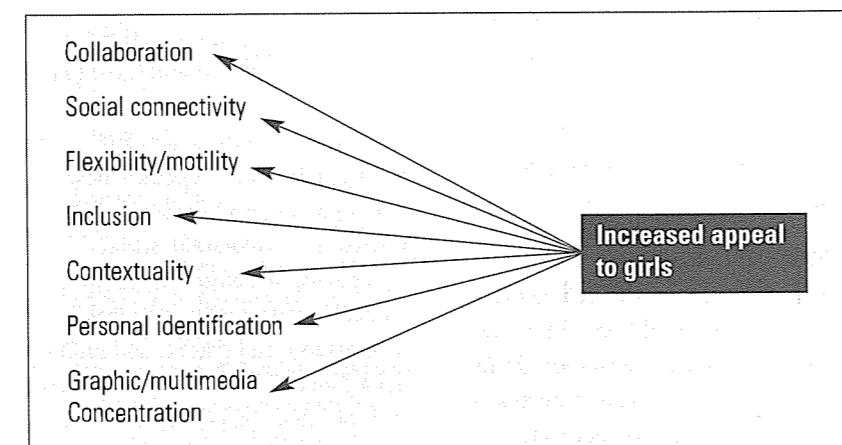 Collaboration
Social connectivity
Flexibility/motility
Inclusion
Contextuality
Personal identification
Graphic/multimedia
Concentration
Increased appeal
to girls